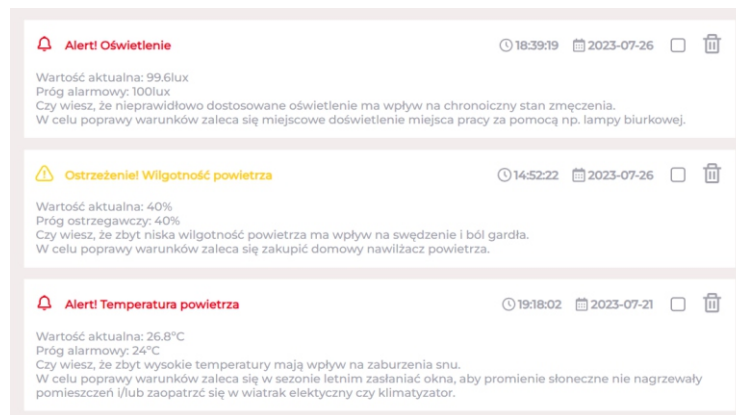 Alert! Oświetlenie 18:39:19 2023-07-26
Wartość aktualna: 99.6lux
Próg alarmowy: 100lux
Czy wiesz, że nieprawidłowo dostosowane oświetlenie ma wpływ na chroniczny stan zmęczenia.
W celu poprawy warunków zaleca się miejscowe doświetlenie miejsca pracy za pomocą np. lampy biurkowej.
Ostrzeżenie! Wilgotność powietrza 14:52:22 2023-07-26
Wartość aktualna: 40%
Próg ostrzegawczy: 40%
Czy wiesz, że zbyt niska wilgotność powietrza ma wpływ na swędzenie i ból gardła.
W celu poprawy warunków zaleca się zakupić domowy nawilżacz powietrza.
Alert! Temperatura powietrza 19:18:02 2023-07-21
Wartość aktualna: 26.8°C
Próg alarmowy: 24°C
Czy wiesz, że zbyt wysokie temperatury mają wpływ na zaburzenia snu.
W celu poprawy warunków zaleca się w sezonie letnim zasłaniać okna, aby promienie słoneczne nie nagrzewały
pomieszczeń i/lub zaopatrzć się w wiatrak elektyczny czy klimatyzator.